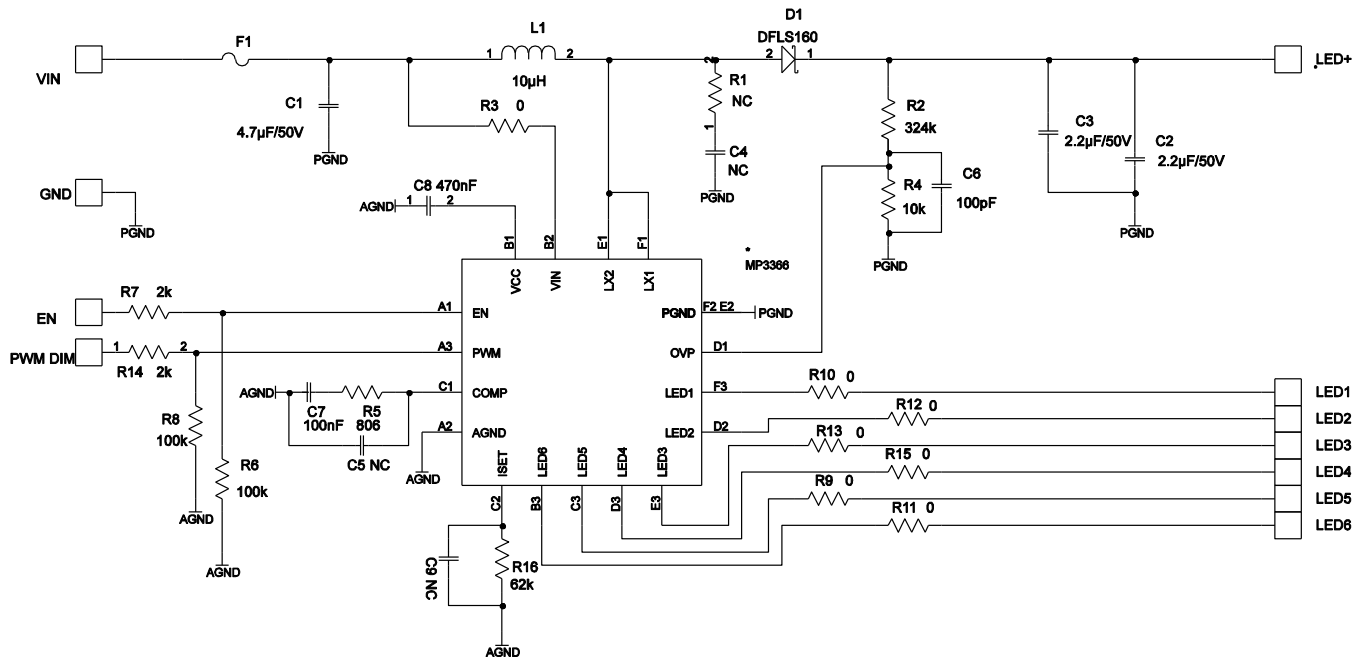 VIN
F1
C1
4.7µF/50V
PGND
1
L1
2
10µH
R3 0
2
R1
NC
1
C4
NC
PGND
D1
DFLS160
2
1
R2
324k
R4
10k
C6
100pF
PGND
C3
2.2µF/50V
C2
2.2µF/50V
PGND
LED+
GND
PGND
C8 470nF
AGND
1
2
B1
B2
E1
F1
VCC
VIN
LX2
LX1
*
MP3366
EN
R7 2k
A1
EN
PGND
F2 E2
PGND
PWM DIM
1
2
R14 2k
A3
PWM
OVP
D1
AGND
C7
100nF
R5
806
C1
COMP
LED1
F3
R10 0
LED1
C5 NC
A2
AGND
AGND
LED2
D2
R12 0
LED2
R13 0
LED3
R15 0
LED4
R9 0
LED5
R11 0
LED6
R8
100k
AGND
R6
100k
AGND
ISET
LED6
LED5
LED4
LED3
C2
B3
C3
D3
E3
C9 NC
R16
62k
AGND